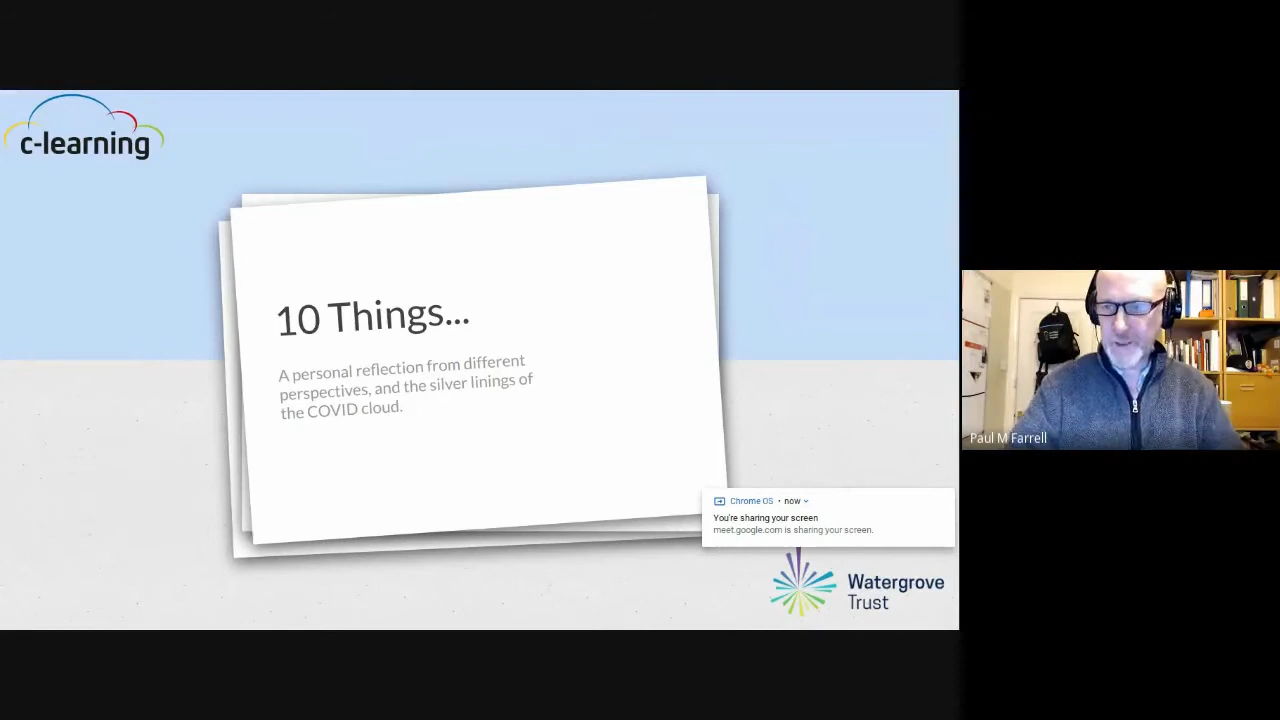 c-learning
10 Things...
A personal reflection from different
perspectives, and the silver linings of
the COVID cloud.
Chrome OS • now
You're sharing your screen
meet.google.com is sharing your screen.
Watergrove
Trust
Paul M Farrell